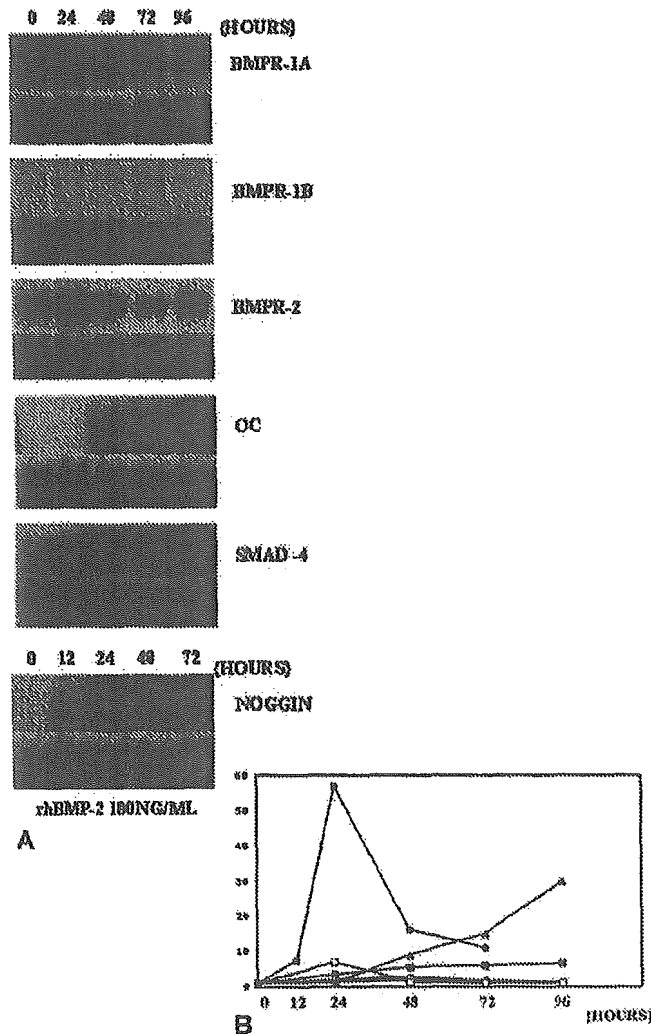 0 24 48 72 96 (HOURS)
BMPR-1A
BMPR-1B
BMPR-2
OC
SMAD-4
0 12 24 48 72 (HOURS)
NOGGIN
rhBMP-2 100NG/ML
A
60
50
40
30
20
10
0
0 12 24 48 72 96
(HOURS)
B